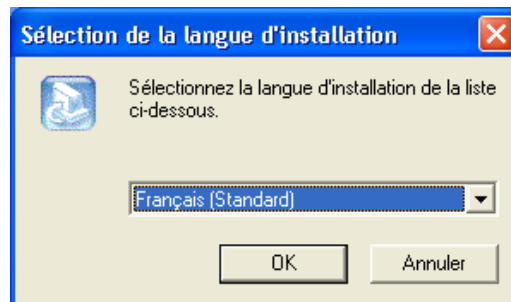 Sélection de la langue d'installation
Sélectionnez la langue d'installation de la liste
ci-dessous.
Français (Standard)
OK
Annuler